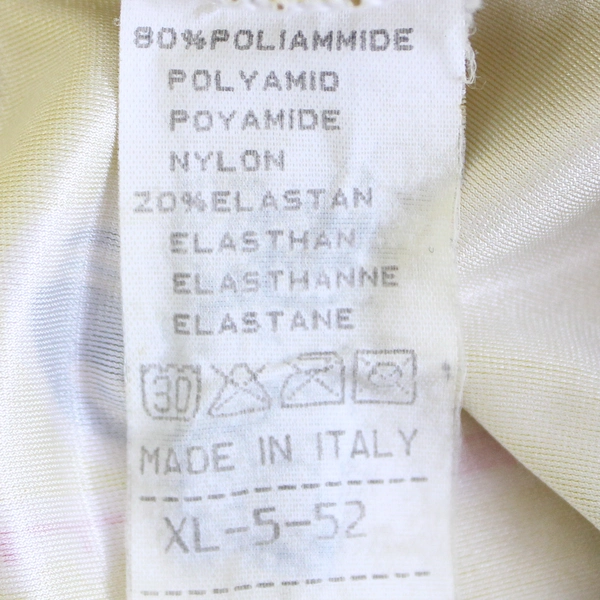 80%POLIAMMIDE
POLYAMID
POYAMIDE
NYLON
20%ELASTAN
ELASTHAN
ELASTHANNE
ELASTANE
30
MADE IN ITALY
XL-5-52